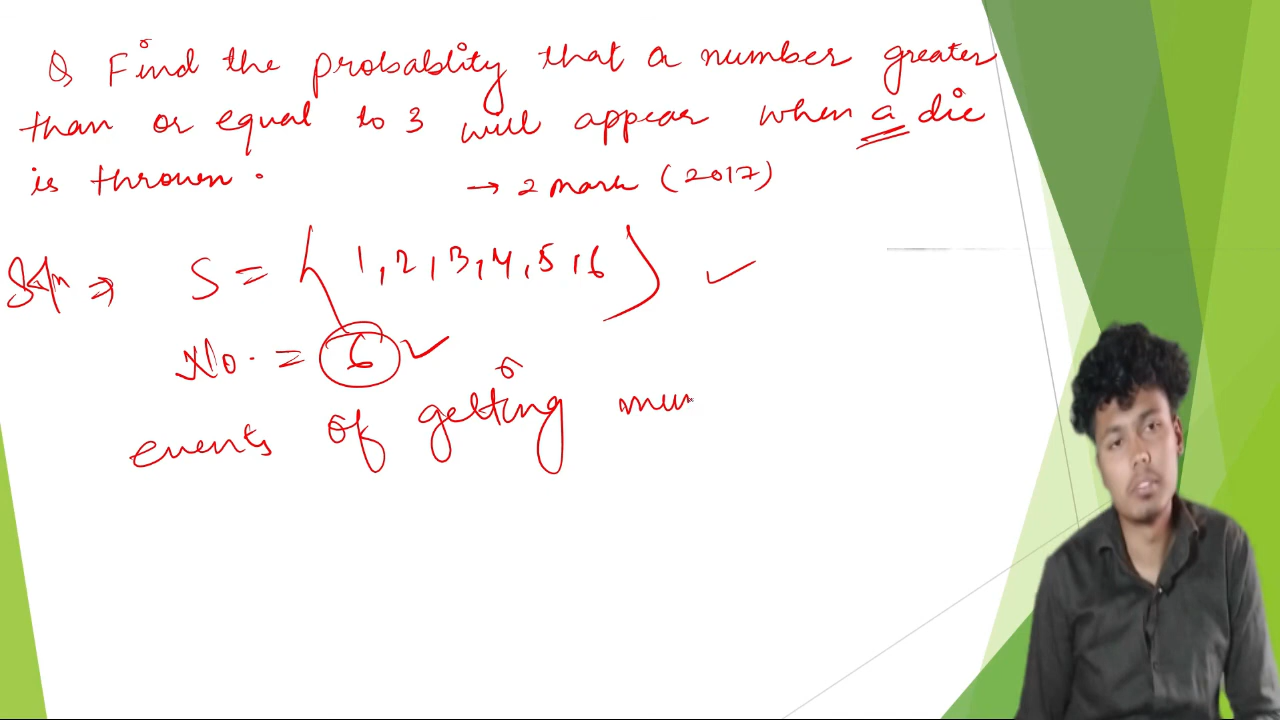 Q Find the probablity that a number greater
than or equal to 3 will appear when a die
is thrown.
→ 2 mark (2017)
Soln ⇒ S = { 1, 2, 3, 4, 5, 6 }
No. = 6
events of getting num